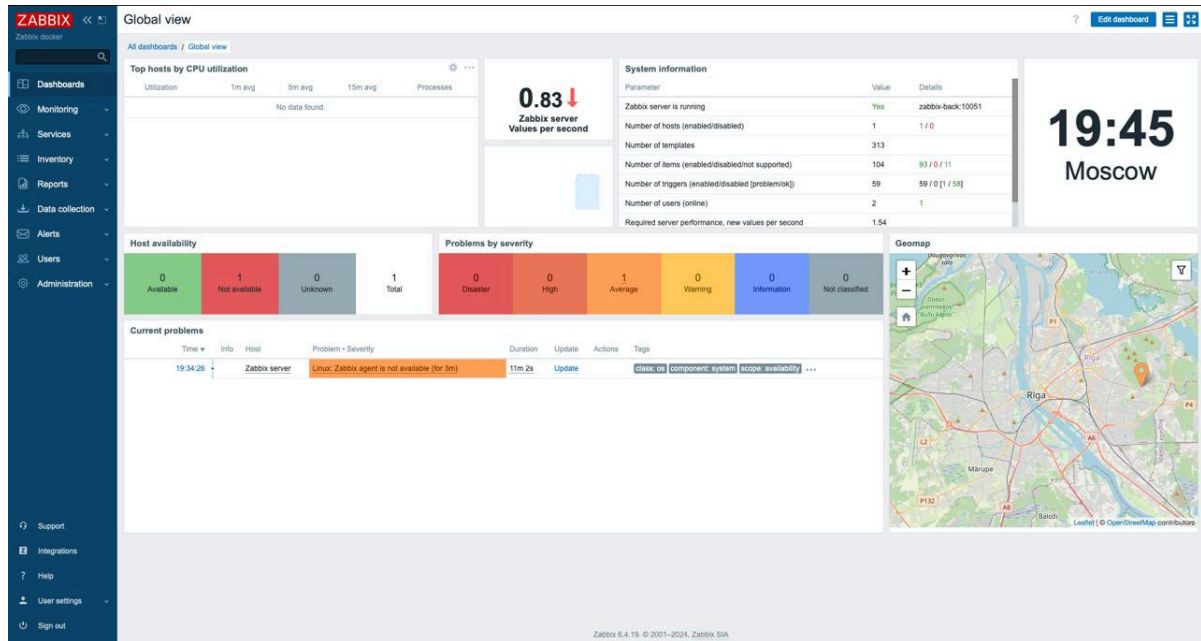 ZABBIX
Zabbix docker
Dashboards
Monitoring
Services
Inventory
Reports
Data collection
Alerts
Users
Administration
Support
Integrations
Help
User settings
Sign out
Global view
? Edit dashboard
All dashboards / Global view
Top hosts by CPU utilization
Utilization 1m avg 5m avg 15m avg Processes
No data found.
0.83
Zabbix server
Values per second
System information
Parameter Value Details
Zabbix server is running Yes zabbix-back:10051
Number of hosts (enabled/disabled) 1 1 / 0
Number of templates 313
Number of items (enabled/disabled/not supported) 104 93 / 0 / 11
Number of triggers (enabled/disabled [problem/ok]) 59 59 / 0 [1 / 58]
Number of users (online) 2 1
Required server performance, new values per second 1.54
19:45
Moscow
Host availability
0 Available
1 Not available
0 Unknown
1 Total
Problems by severity
0 Disaster
0 High
1 Average
0 Warning
0 Information
0 Not classified
Current problems
Time Info Host Problem • Severity Duration Update Actions Tags
19:34:26 Zabbix server Linux: Zabbix agent is not available (for 3m) 11m 2s Update class: os component: system scope: availability
Geomap
P1
Rīga
P4
L2
A6
Mārupe
P132
A8
Baloži
Leaflet | © OpenStreetMap contributors
Zabbix 6.4.19. © 2001–2024, Zabbix SIA